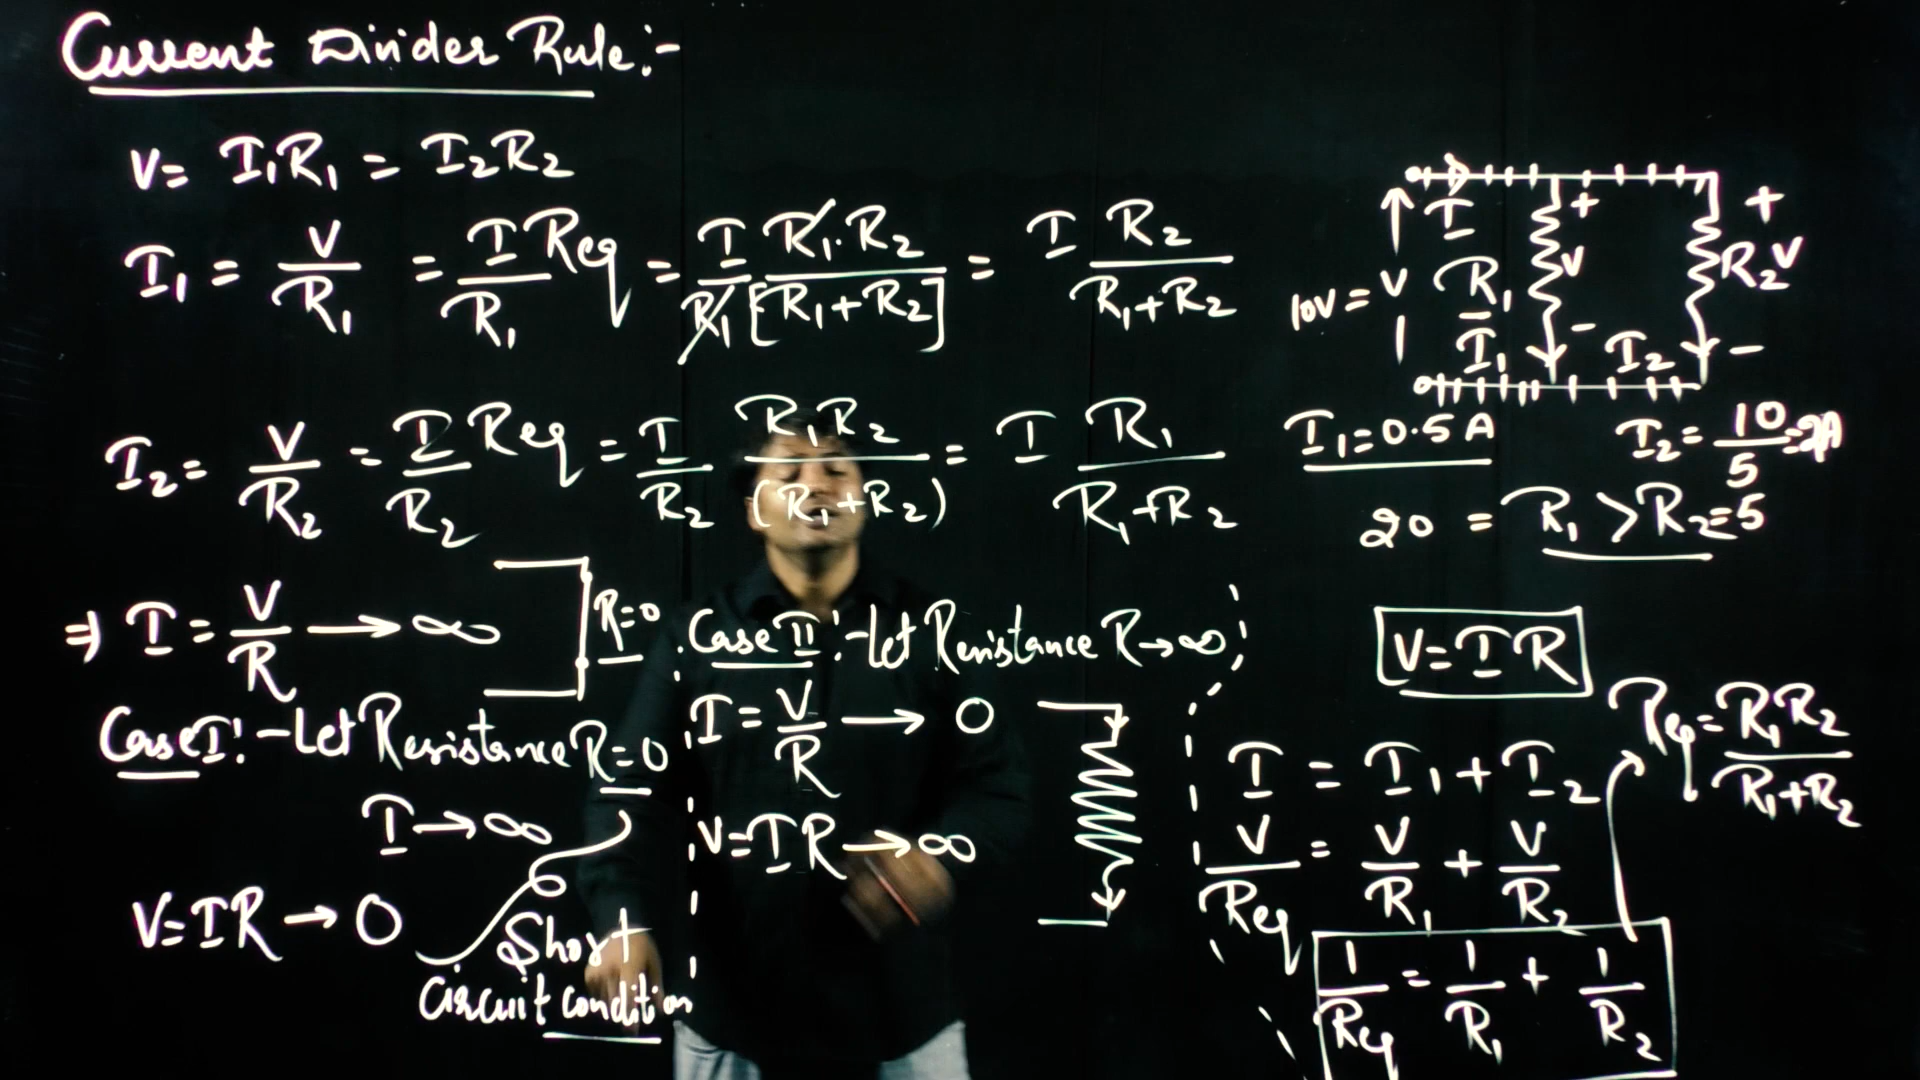 Current Divider Rule:-
V= I₁R₁ = I₂R₂
I₁ = V/R₁ = I Req/R₁ = I/R₁ R₁.R₂/[R₁+R₂] = I R₂/R₁+R₂
I₂= V/R₂ = I Req/R₂ = I/R₂ R₁R₂/(R₁+R₂) = I R₁/R₁+R₂
⇒ I = V/R → ∞
R=0
Case I:- Let Resistance R=0
I → ∞
V=IR → 0
Short
circuit condition
Case II:- Let Resistance R→∞
I = V/R → 0
V=IR → ∞
I
+
V
-
R₁
I₁
10V = V
+
R₂ V
-
I₂
I₁=0.5A
I₂= 10/5 =2A
20 = R₁ > R₂=5
V=IR
Req = R₁R₂/R₁+R₂
I = I₁ + I₂
V/Req = V/R₁ + V/R₂
1/Req = 1/R₁ + 1/R₂